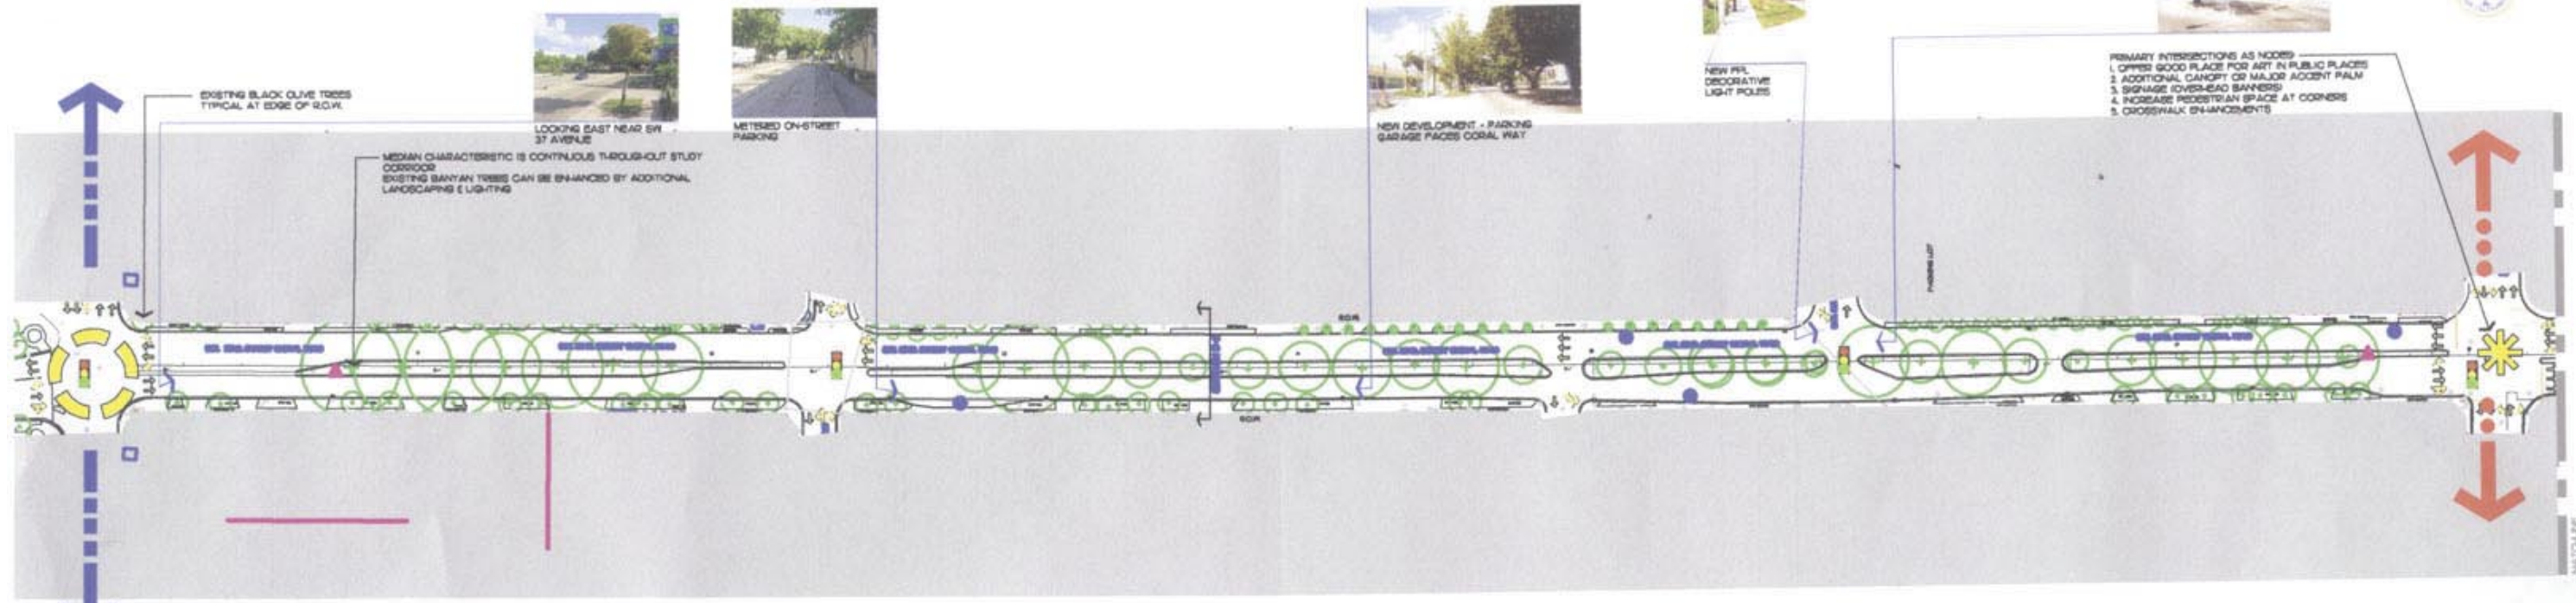 EXISTING BLACK OLIVE TREES
TYPICAL AT EDGE OF R.O.W.
LOOKING EAST NEAR SW
37 AVENUE
METERED ON-STREET
PARKING
MEDIAN CHARACTERISTIC IS CONTINUOUS THROUGHOUT STUDY
CORRIDOR
EXISTING BANYAN TREES CAN BE ENHANCED BY ADDITIONAL
LANDSCAPING & LIGHTING
NEW DEVELOPMENT - PARKING
GARAGE FACES CORAL WAY
NEW FPL
DECORATIVE
LIGHT POLES
PRIMARY INTERSECTIONS AS NODES
1. OFFER GOOD PLACE FOR ART IN PUBLIC PLACES
2. ADDITIONAL CANOPY OR MAJOR ACCENT PALM
3. SIGNAGE (OVERHEAD BANNERS)
4. INCREASE PEDESTRIAN SPACE AT CORNERS
5. CROSSWALK ENHANCEMENTS
PARKING LOT
R.O.W.
R.O.W.